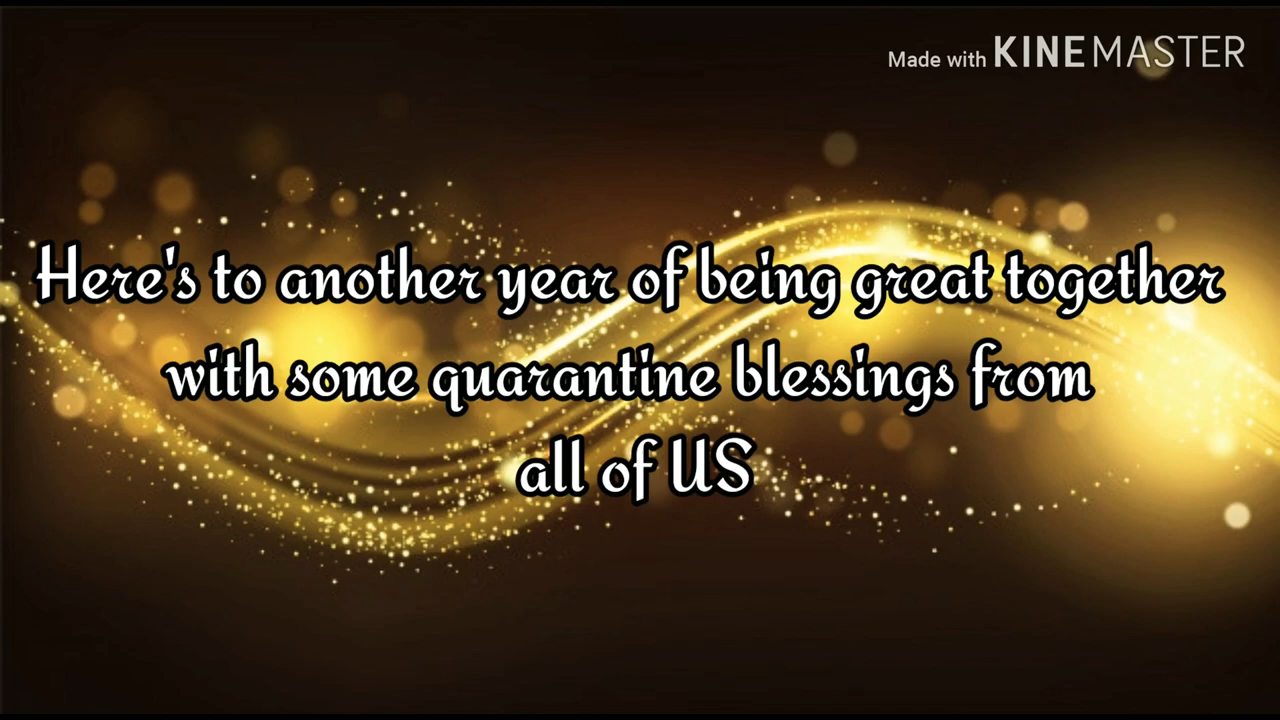 Made with KINEMASTER
Here's to another year of being great together
with some quarantine blessings from
all of US